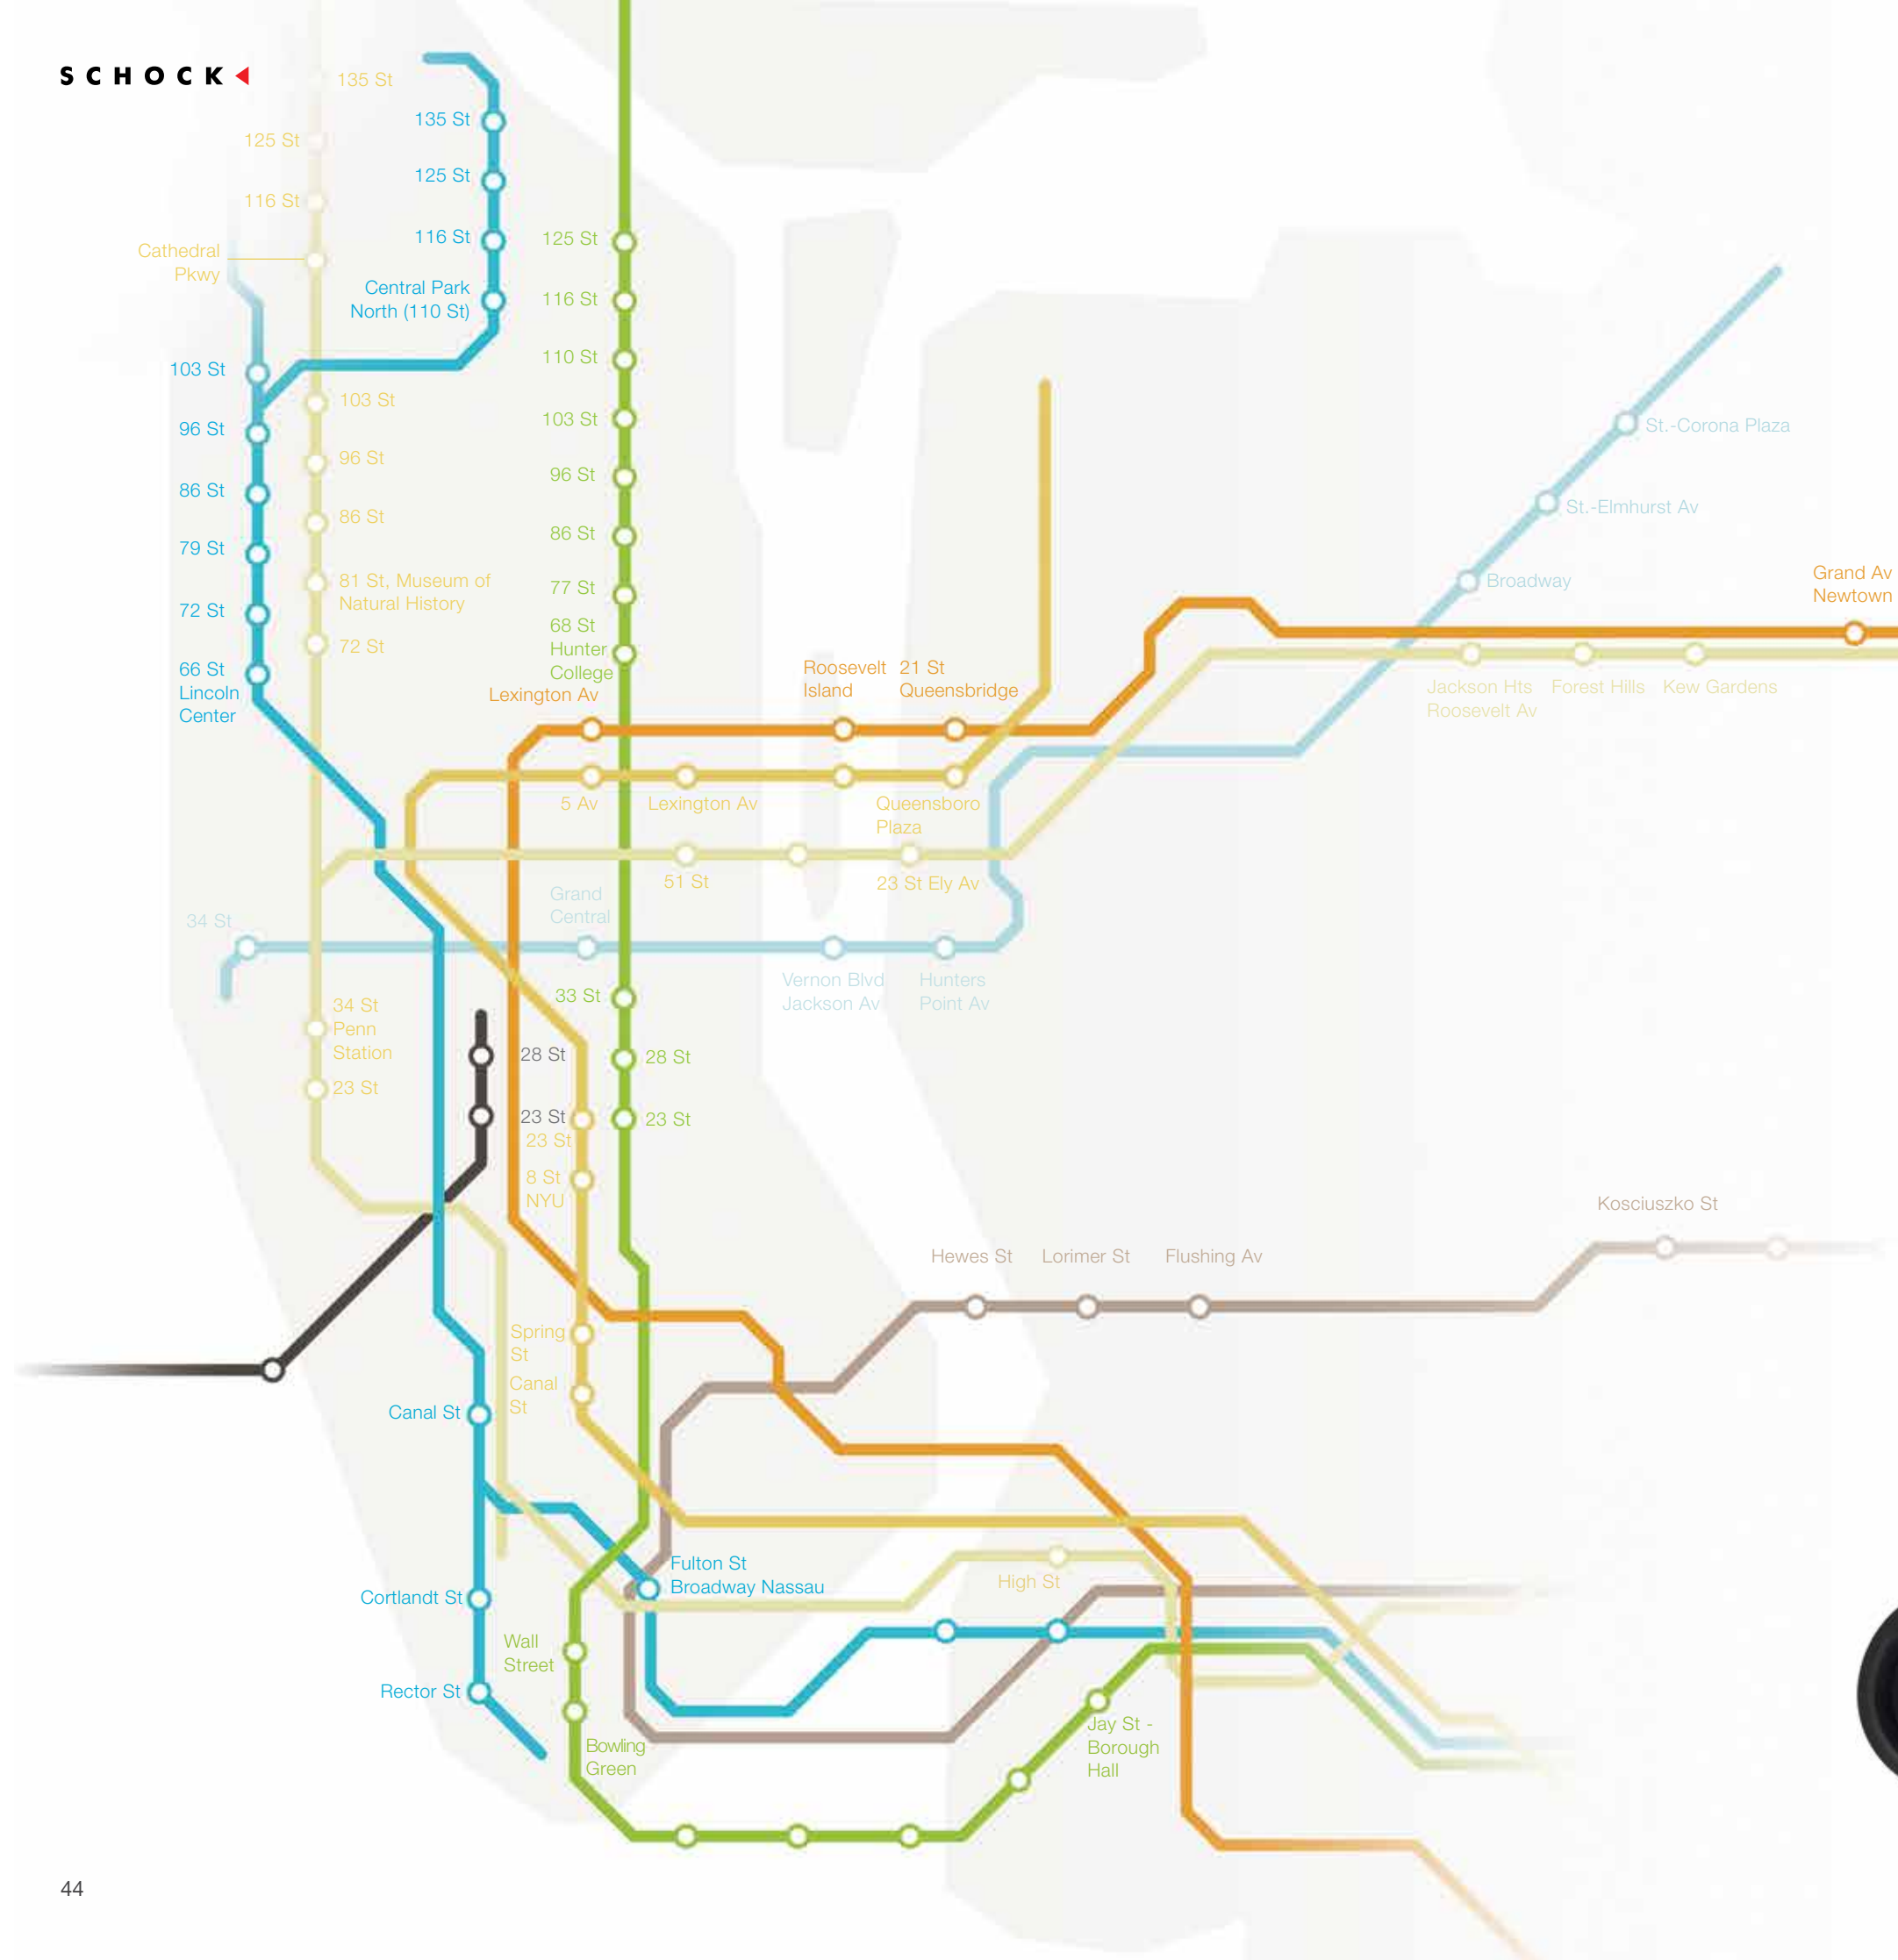 SCHOCK
135 St
125 St
116 St
Cathedral
Pkwy
135 St
125 St
116 St
Central Park
North (110 St)
125 St
116 St
110 St
103 St
96 St
86 St
77 St
68 St
Hunter
College
103 St
96 St
86 St
79 St
72 St
66 St
Lincoln
Center
103 St
96 St
86 St
81 St, Museum of
Natural History
72 St
St.-Corona Plaza
St.-Elmhurst Av
Broadway
Grand Av
Newtown
Lexington Av
Roosevelt
Island
21 St
Queensbridge
Jackson Hts
Roosevelt Av
Forest Hills
Kew Gardens
5 Av
Lexington Av
Queensboro
Plaza
51 St
23 St Ely Av
34 St
Grand
Central
Vernon Blvd
Jackson Av
Hunters
Point Av
34 St
Penn
Station
23 St
33 St
28 St
28 St
23 St
23 St
23 St
8 St
NYU
Kosciuszko St
Hewes St
Lorimer St
Flushing Av
Spring
St
Canal
St
Canal St
Fulton St
Broadway Nassau
High St
Cortlandt St
Wall
Street
Rector St
Bowling
Green
Jay St -
Borough
Hall
44